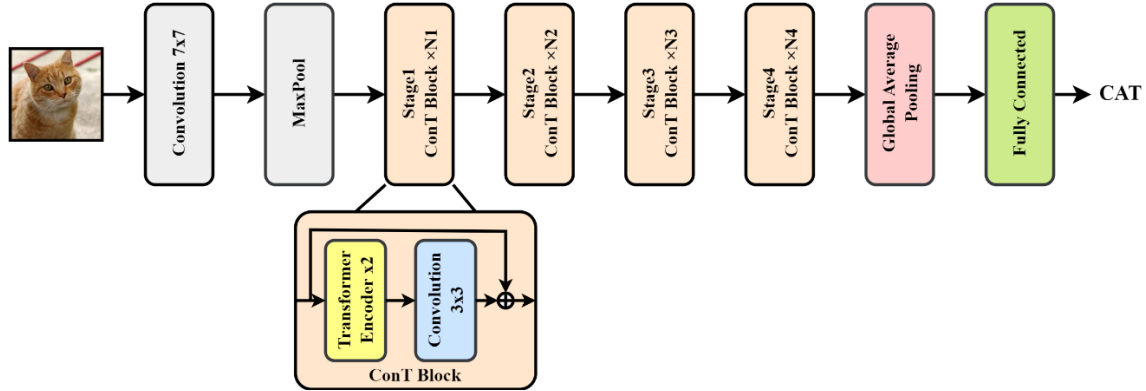 Convolution 7x7
MaxPool
Stage1
ConT Block ×N1
Stage2
ConT Block ×N2
Stage3
ConT Block ×N3
Stage4
ConT Block ×N4
Global Average
Pooling
Fully Connected
CAT
Transformer
Encoder x2
Convolution
3x3
ConT Block